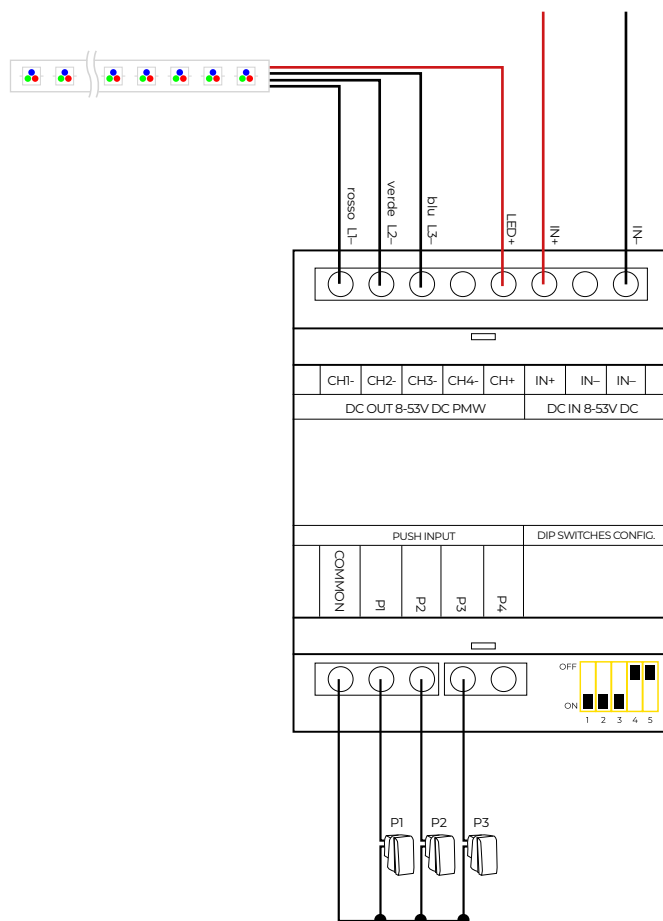 rosso L1–
verde L2–
blu L3–
LED+
IN+
IN–
CH1- CH2- CH3- CH4- CH+ IN+ IN– IN–
DC OUT 8-53V DC PMW DC IN 8-53V DC
PUSH INPUT DIP SWITCHES CONFIG.
COMMON
P1
P2
P3
P4
OFF
ON
1 2 3 4 5
P1 P2 P3